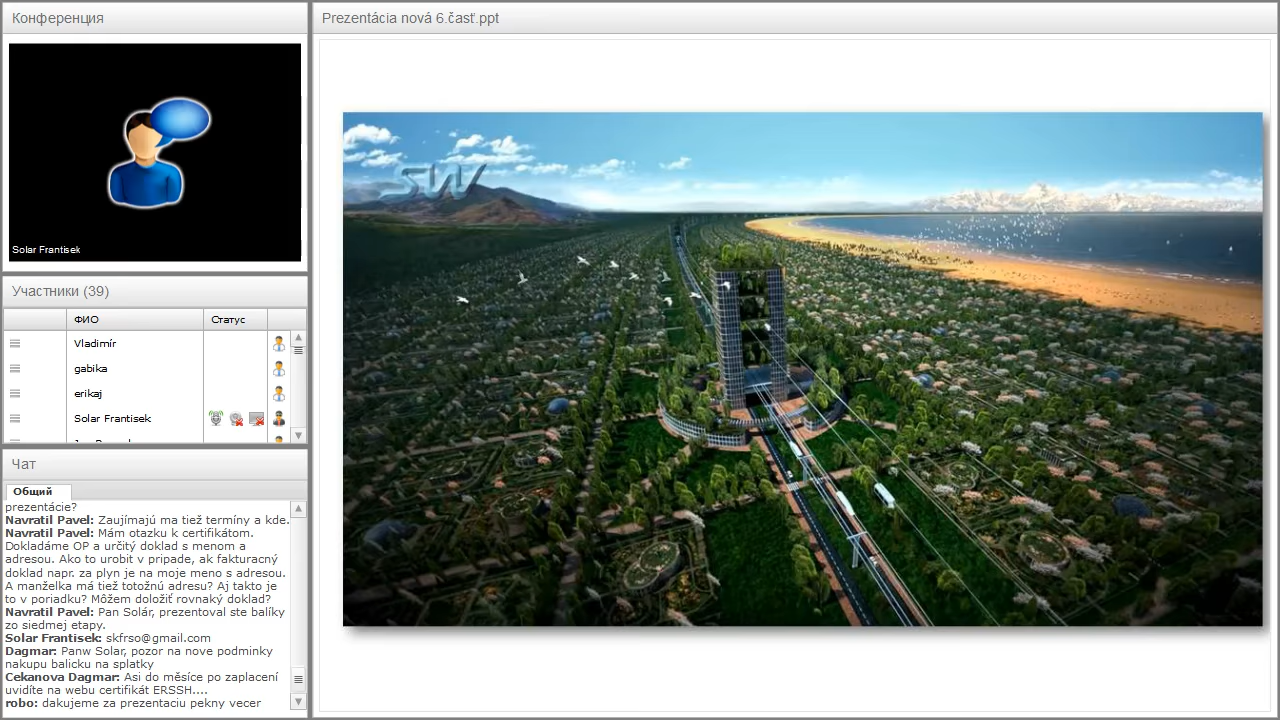 Конференция
Solar Frantisek
Участники (39)
ФИО
Статус
Vladimír
gabika
erikaj
Solar Frantisek
Чат
Общий
prezentácie?
Navratil Pavel: Zaujímajú ma tiež termíny a kde.
Navratil Pavel: Mám otazku k certifikátom.
Dokladáme OP a určitý doklad s menom a
adresou. Ako to urobit v pripade, ak fakturacný
doklad napr. za plyn je na moje meno s adresou.
A manželka má tiež totožnú adresu? Aj takto je
to v poriadku? Môžem doložiť rovnaký doklad?
Navratil Pavel: Pan Solár, prezentoval ste balíky
zo siedmej etapy.
Solar Frantisek: skfrso@gmail.com
Dagmar: Panw Solar, pozor na nove podminky
nakupu balicku na splatky
Cekanova Dagmar: Asi do měsíce po zaplacení
uvidíte na webu certifikát ERSSH....
robo: dakujeme za prezentaciu pekny vecer
Prezentácia nová 6.časť.ppt
SW